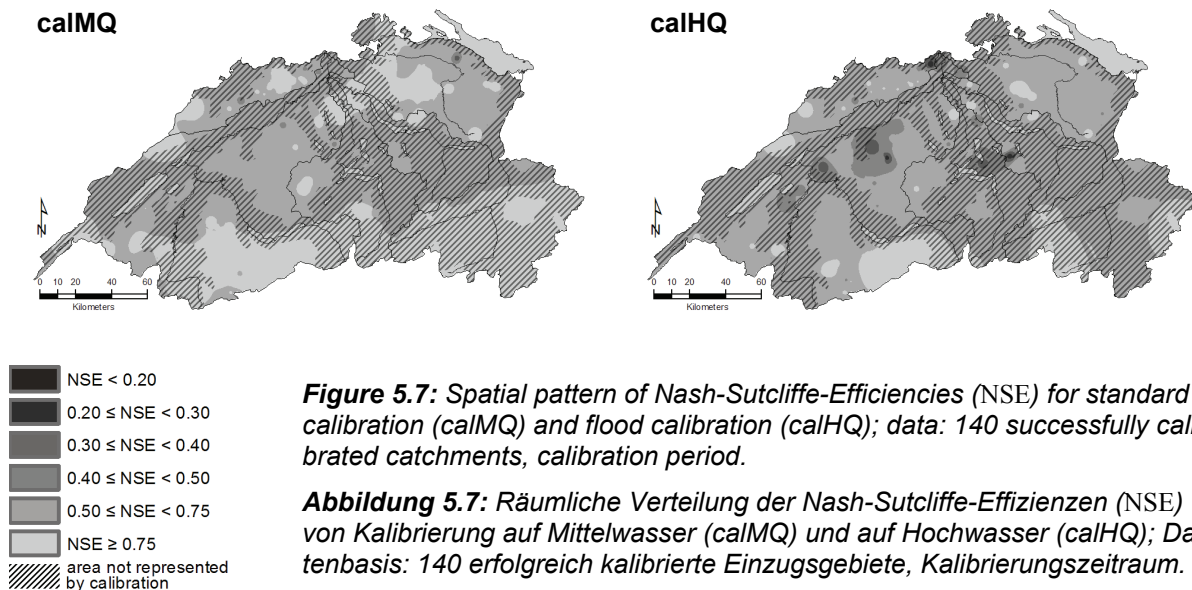 calMQ
calHQ
N
0 10 20 40 60
Kilometers
N
0 10 20 40 60
Kilometers
NSE < 0.20
0.20 ≤ NSE < 0.30
0.30 ≤ NSE < 0.40
0.40 ≤ NSE < 0.50
0.50 ≤ NSE < 0.75
NSE ≥ 0.75
area not represented
by calibration
Figure 5.7: Spatial pattern of Nash-Sutcliffe-Efficiencies (NSE) for standard
calibration (calMQ) and flood calibration (calHQ); data: 140 successfully cali
brated catchments, calibration period.
Abbildung 5.7: Räumliche Verteilung der Nash-Sutcliffe-Effizienzen (NSE)
von Kalibrierung auf Mittelwasser (calMQ) und auf Hochwasser (calHQ); Da
tenbasis: 140 erfolgreich kalibrierte Einzugsgebiete, Kalibrierungszeitraum.